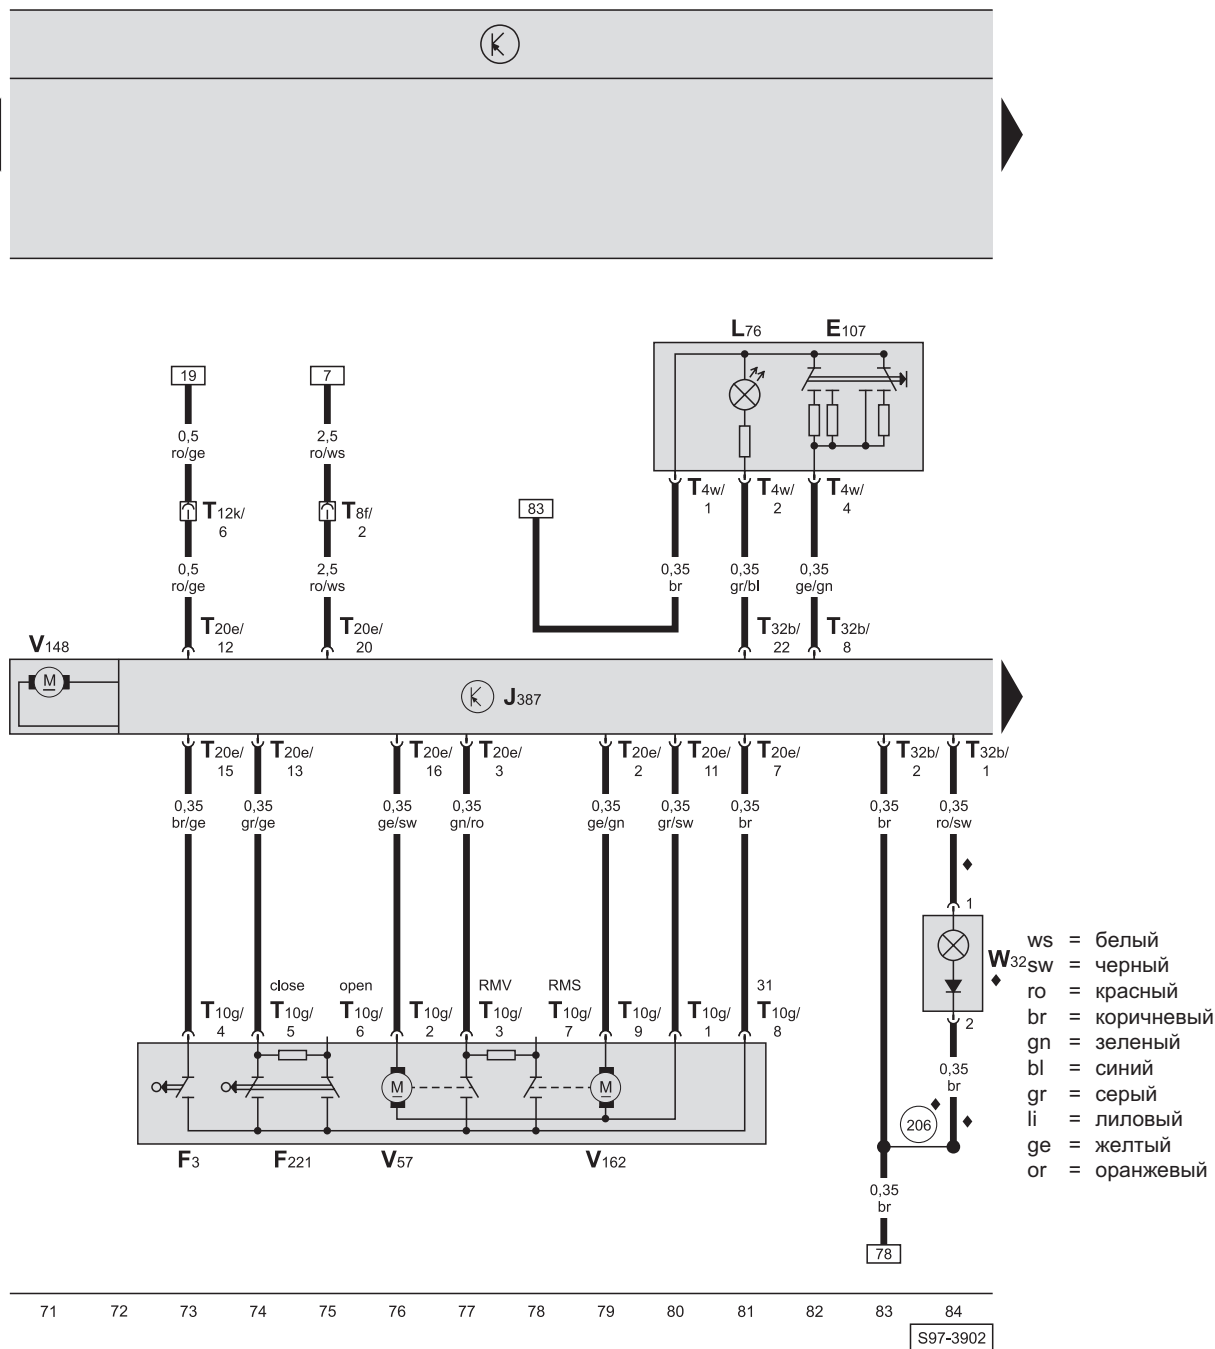 L76 E107
19 7
0,5 2,5
ro/ge ro/ws
T12k/ T8f/
6 2
83
T4w/ T4w/ T4w/
1 2 4
0,5 2,5 0,35 0,35 0,35
ro/ge ro/ws br gr/bl ge/gn
T20e/ T20e/ T32b/ T32b/
12 20 22 8
V148
M J387
T20e/ T20e/ T20e/ T20e/ T20e/ T20e/ T20e/ T32b/ T32b/
15 13 16 3 2 11 7 2 1
0,35 0,35 0,35 0,35 0,35 0,35 0,35 0,35 0,35
br/ge gr/ge ge/sw gn/ro ge/gn gr/sw br br ro/sw
1
W32
2
close open RMV RMS 31
T10g/ T10g/ T10g/ T10g/ T10g/ T10g/ T10g/ T10g/ T10g/
4 5 6 2 3 7 9 1 8
M M
0,35
br
206
F3 F221 V57 V162
0,35
br
78
ws = белый
sw = черный
ro = красный
br = коричневый
gn = зеленый
bl = синий
gr = серый
li = лиловый
ge = желтый
or = оранжевый
71 72 73 74 75 76 77 78 79 80 81 82 83 84
S97-3902